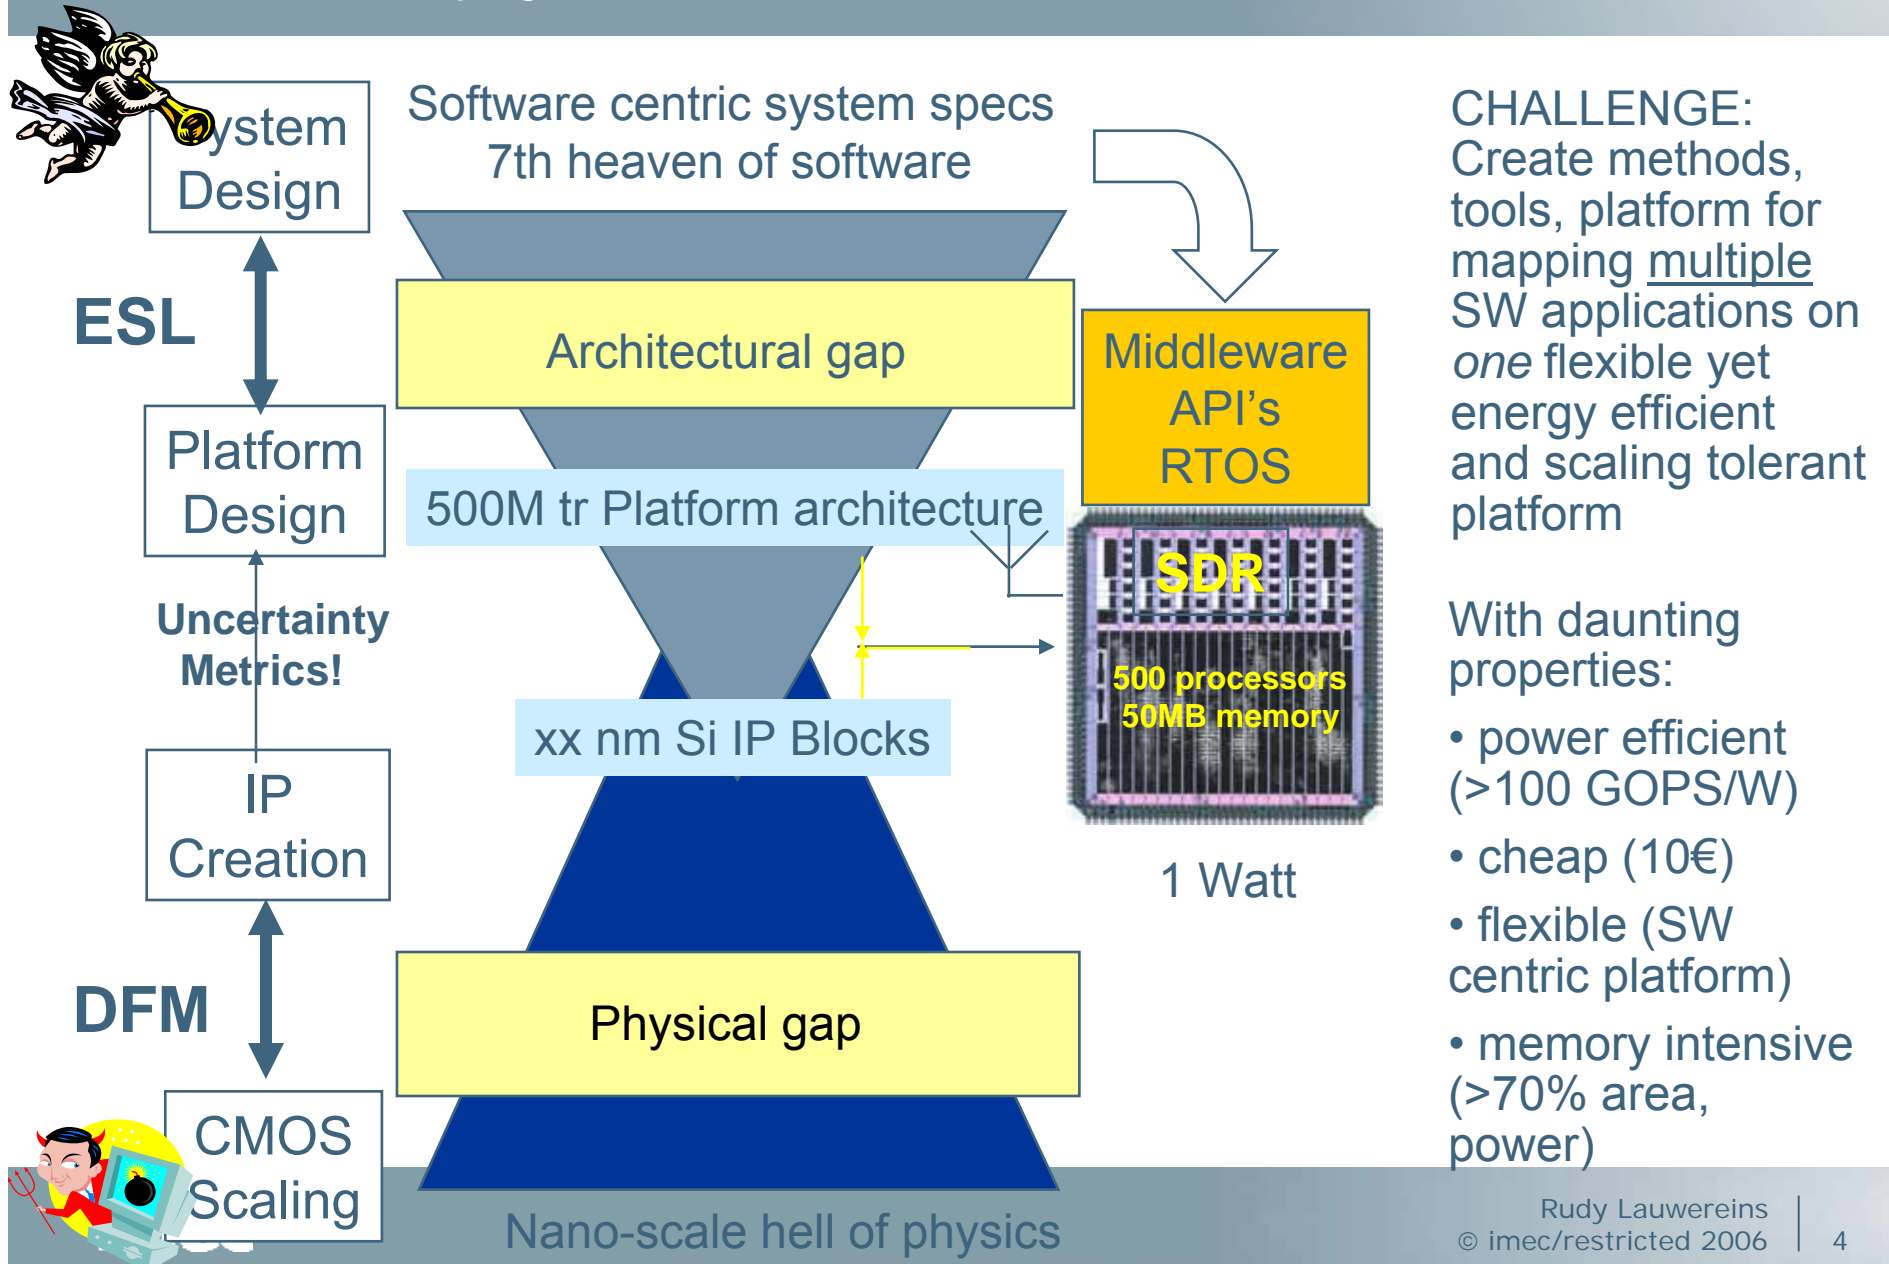 System
Design
ESL
Platform
Design
Uncertainty
Metrics!
IP
Creation
DFM
CMOS
Scaling
Software centric system specs
7th heaven of software
Architectural gap
500M tr Platform architecture
xx nm Si IP Blocks
Physical gap
Nano-scale hell of physics
Middleware
API's
RTOS
SDR
500 processors
50MB memory
1 Watt
CHALLENGE:
Create methods,
tools, platform for
mapping multiple
SW applications on
one flexible yet
energy efficient
and scaling tolerant
platform
With daunting
properties:
• power efficient
(>100 GOPS/W)
• cheap (10€)
• flexible (SW
centric platform)
• memory intensive
(>70% area,
power)
Rudy Lauwereins
© imec/restricted 2006
4